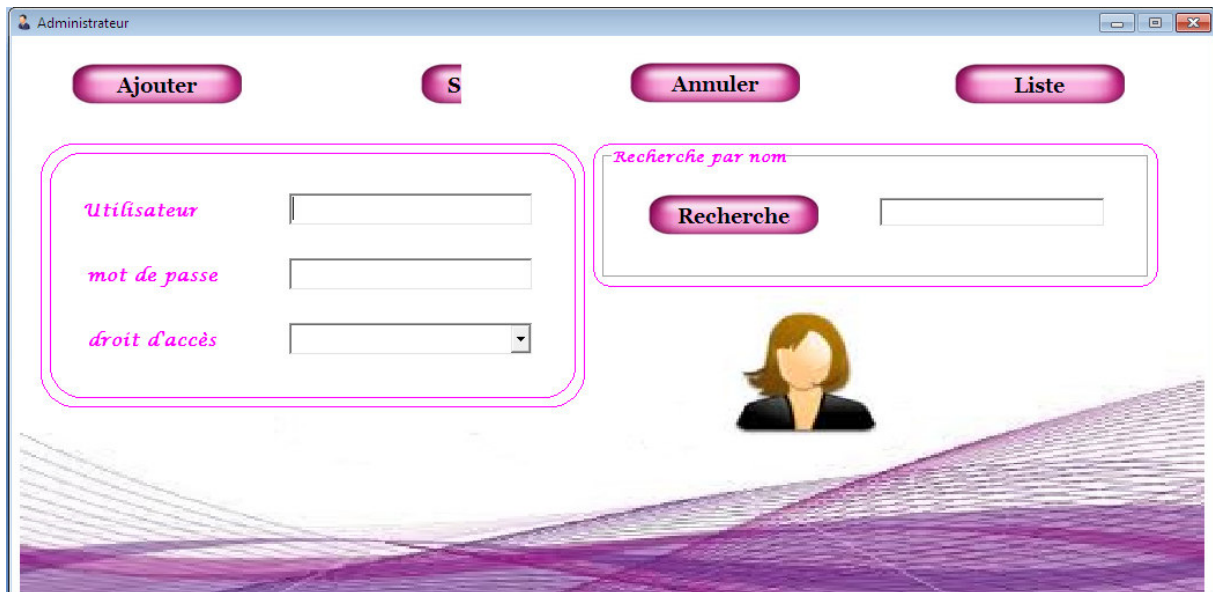 Administrateur
Ajouter
S
Annuler
Liste
Utilisateur
mot de passe
droit d'accès
Recherche par nom
Recherche